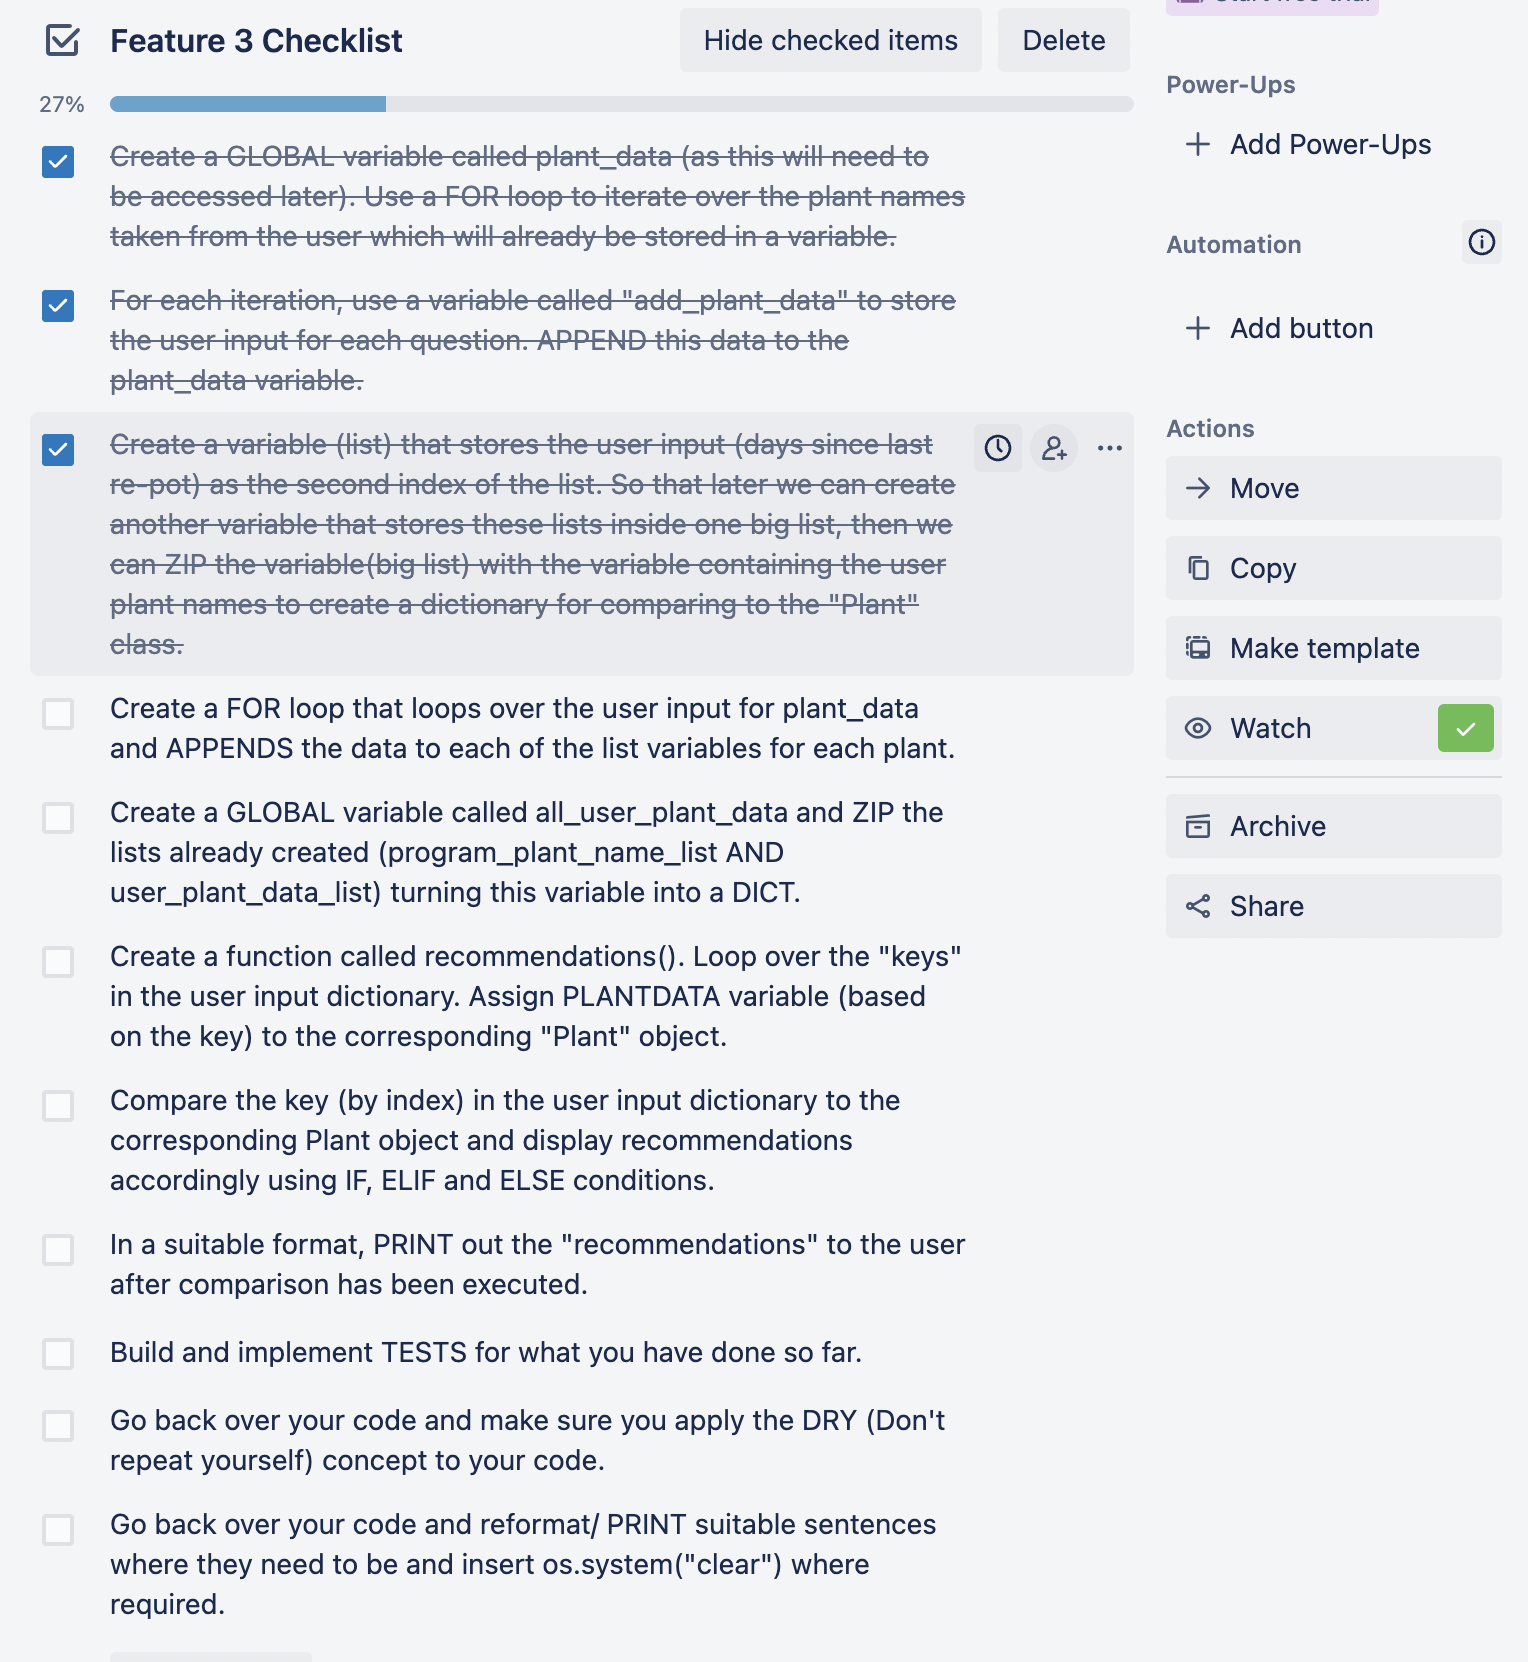 Start free trial
Feature 3 Checklist
Hide checked items
Delete
27%
Create a GLOBAL variable called plant_data (as this will need to
be accessed later). Use a FOR loop to iterate over the plant names
taken from the user which will already be stored in a variable.
For each iteration, use a variable called "add_plant_data" to store
the user input for each question. APPEND this data to the
plant_data variable.
Create a variable (list) that stores the user input (days since last
re-pot) as the second index of the list. So that later we can create
another variable that stores these lists inside one big list, then we
can ZIP the variable(big list) with the variable containing the user
plant names to create a dictionary for comparing to the "Plant"
class.
Create a FOR loop that loops over the user input for plant_data
and APPENDS the data to each of the list variables for each plant.
Create a GLOBAL variable called all_user_plant_data and ZIP the
lists already created (program_plant_name_list AND
user_plant_data_list) turning this variable into a DICT.
Create a function called recommendations(). Loop over the "keys"
in the user input dictionary. Assign PLANTDATA variable (based
on the key) to the corresponding "Plant" object.
Compare the key (by index) in the user input dictionary to the
corresponding Plant object and display recommendations
accordingly using IF, ELIF and ELSE conditions.
In a suitable format, PRINT out the "recommendations" to the user
after comparison has been executed.
Build and implement TESTS for what you have done so far.
Go back over your code and make sure you apply the DRY (Don't
repeat yourself) concept to your code.
Go back over your code and reformat/ PRINT suitable sentences
where they need to be and insert os.system("clear") where
required.
Power-Ups
Add Power-Ups
Automation
Add button
Actions
Move
Copy
Make template
Watch
Archive
Share